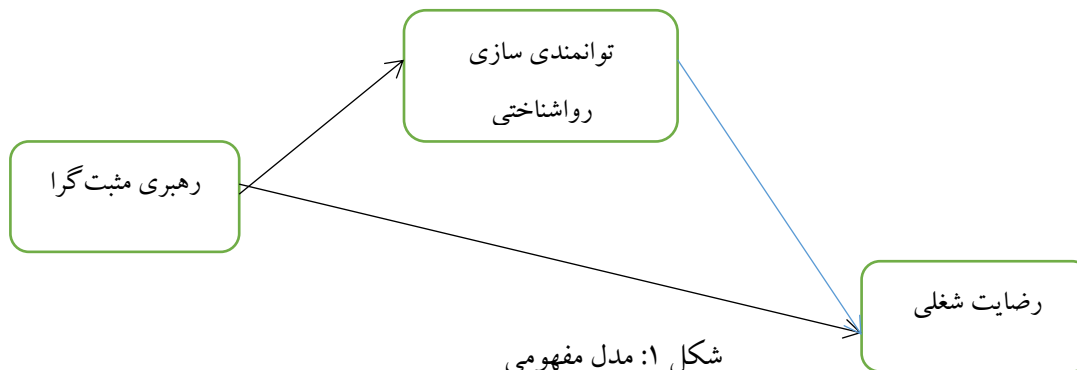 توانمندی سازی
رواشناختی
رهبری مثبت‌گرا
رضایت شغلی
شکل ۱: مدل مفهومی